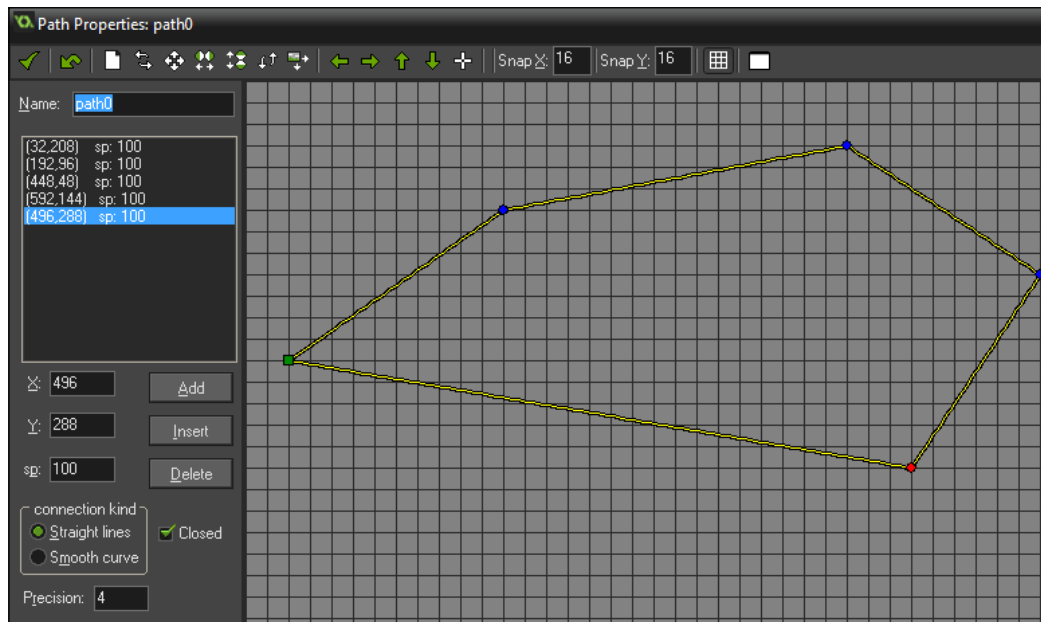 Path Properties: path0
Snap X: 16 Snap Y: 16
Name: path0
(32,208) sp: 100
(192,96) sp: 100
(448,48) sp: 100
(592,144) sp: 100
(496,288) sp: 100
X: 496 Add
Y: 288 Insert
sp: 100 Delete
connection kind
Straight lines Closed
Smooth curve
Precision: 4